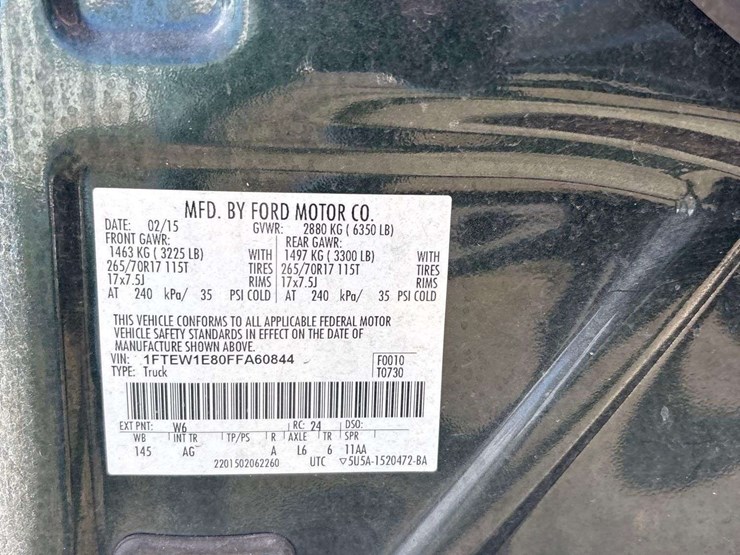 MFD. BY FORD MOTOR CO.
DATE: 02/15 GVWR: 2880 KG ( 6350 LB)
FRONT GAWR: REAR GAWR:
1463 KG ( 3225 LB) WITH 1497 KG ( 3300 LB) WITH
265/70R17 115T TIRES 265/70R17 115T TIRES
17x7.5J RIMS 17x7.5J RIMS
AT 240 kPa/ 35 PSI COLD AT 240 kPa/ 35 PSI COLD
THIS VEHICLE CONFORMS TO ALL APPLICABLE FEDERAL MOTOR
VEHICLE SAFETY STANDARDS IN EFFECT ON THE DATE OF
MANUFACTURE SHOWN ABOVE.
VIN: 1FTEW1E80FFA60844 F0010
TYPE: Truck T0730
EXT PNT: W6 RC: 24 DSO:
WB INT TR TP/PS R AXLE TR SPR
145 AG A L6 6 11AA
2201502062260 UTC ▽5U5A-1520472-BA